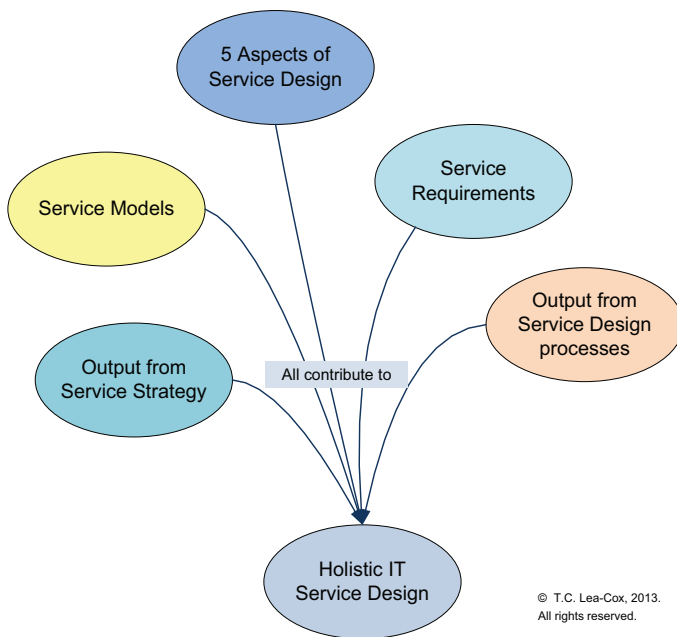 5 Aspects of
Service Design
Service
Requirements
Service Models
Output from
Service Design
processes
Output from
Service Strategy
All contribute to
Holistic IT
Service Design
© T.C. Lea-Cox, 2013.
All rights reserved.